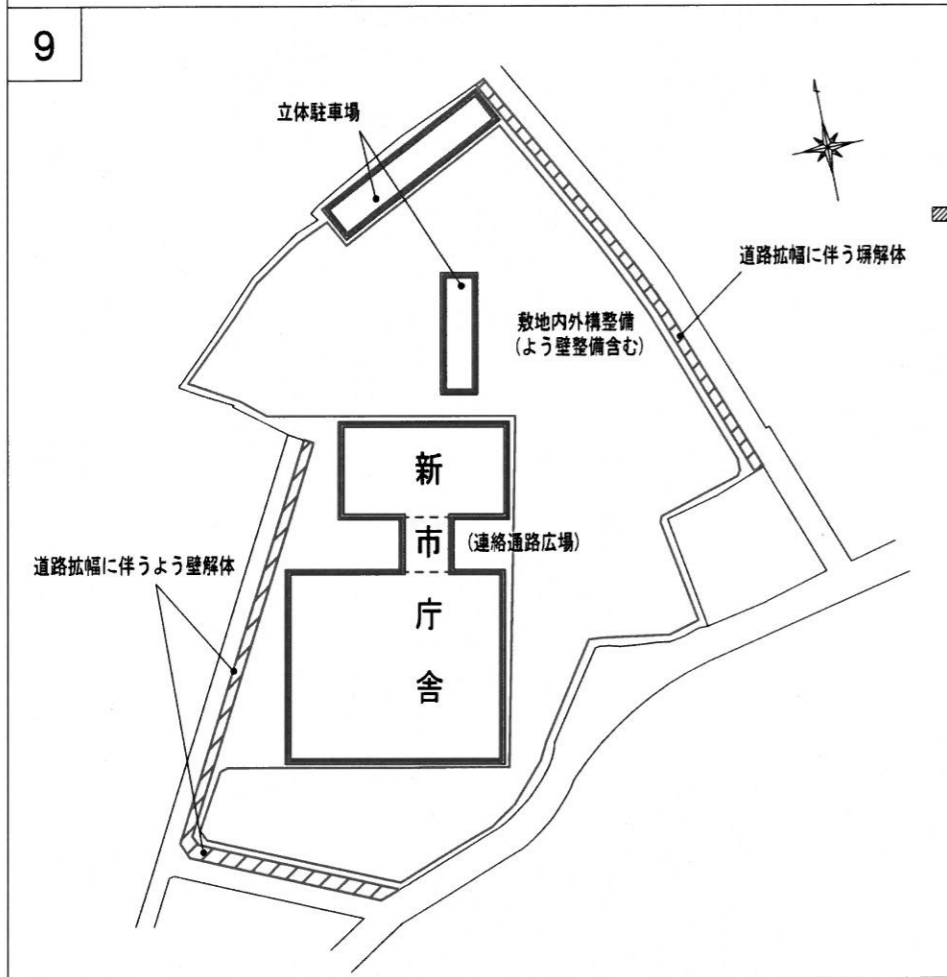 9
立体駐車場
道路拡幅に伴う塀解体
敷地内外構整備
(よう壁整備含む)
新
市
(連絡通路広場)
道路拡幅に伴うよう壁解体
庁
舎